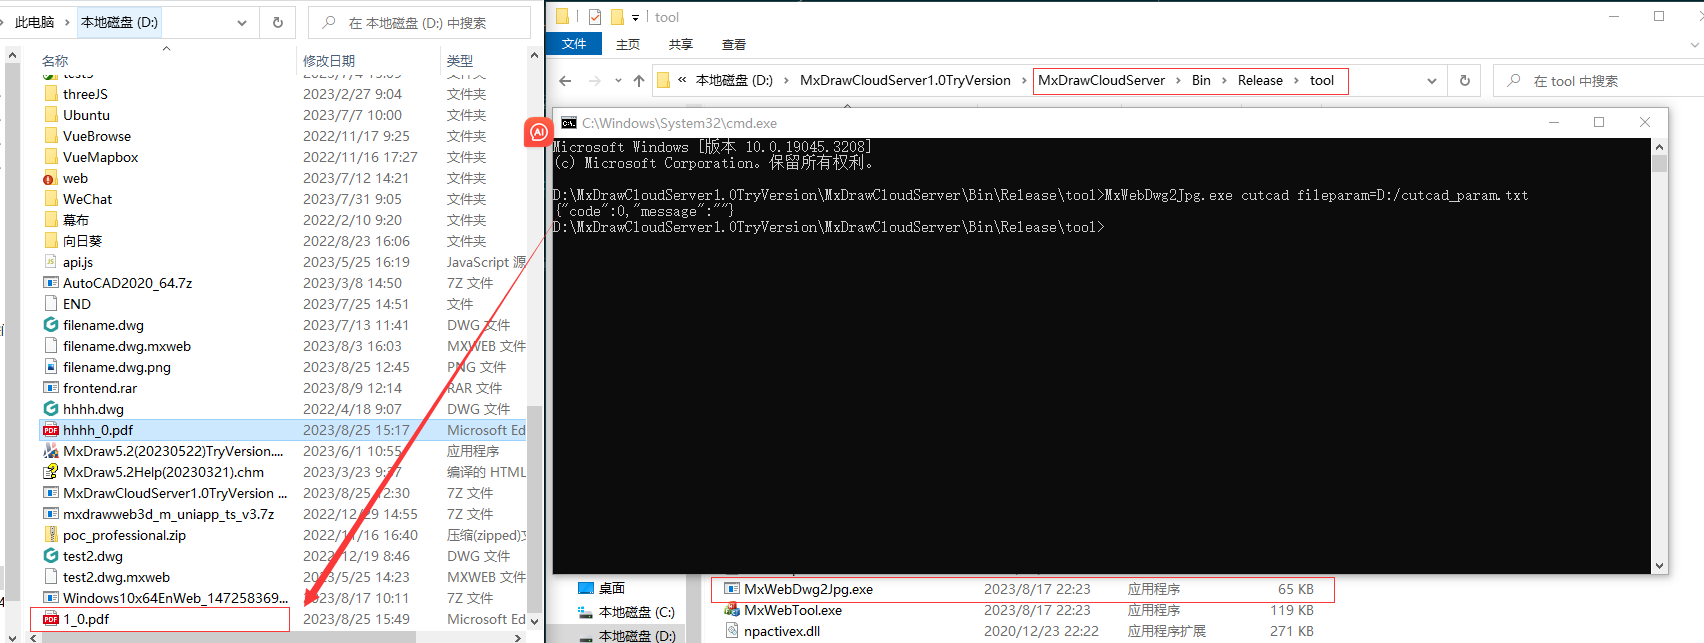 此电脑 > 本地磁盘 (D:)
在 本地磁盘 (D:) 中搜索
名称 修改日期 类型
threeJS 2023/2/27 9:04 文件夹
Ubuntu 2023/7/7 10:00 文件夹
VueBrowse 2022/11/17 9:25 文件夹
VueMapbox 2022/11/16 17:27 文件夹
web 2023/7/12 14:21 文件夹
WeChat 2023/7/31 9:05 文件夹
幕布 2022/2/10 9:20 文件夹
向日葵 2022/8/23 16:06 文件夹
api.js 2023/5/25 16:19 JavaScript 源
AutoCAD2020_64.7z 2023/3/8 14:50 7Z 文件
END 2023/7/25 14:51 文件
filename.dwg 2023/7/13 11:41 DWG 文件
filename.dwg.mxweb 2023/8/3 16:03 MXWEB 文件
filename.dwg.png 2023/8/25 12:45 PNG 文件
frontend.rar 2023/8/9 12:14 RAR 文件
hhhh.dwg 2022/4/18 9:07 DWG 文件
hhhh_0.pdf 2023/8/25 15:17 Microsoft Ed
MxDraw5.2(20230522)TryVersion.... 2023/6/1 10:55 应用程序
MxDraw5.2Help(20230321).chm 2023/3/23 9:37 编译的 HTML
MxDrawCloudServer1.0TryVersion ... 2023/8/25 12:30 7Z 文件
mxdrawweb3d_m_uniapp_ts_v3.7z 2022/12/29 14:55 7Z 文件
poc_professional.zip 2022/11/16 16:40 压缩(zipped)文
test2.dwg 2022/12/19 8:46 DWG 文件
test2.dwg.mxweb 2023/5/25 14:23 MXWEB 文件
Windows10x64EnWeb_147258369... 2023/8/17 10:11 7Z 文件
1_0.pdf 2023/8/25 15:49 Microsoft Ed
tool
文件 主页 共享 查看
« 本地磁盘 (D:) > MxDrawCloudServer1.0TryVersion > MxDrawCloudServer > Bin > Release > tool
在 tool 中搜索
AI
C:\Windows\System32\cmd.exe
Microsoft Windows [版本 10.0.19045.3208]
(c) Microsoft Corporation。保留所有权利。
D:\MxDrawCloudServer1.0TryVersion\MxDrawCloudServer\Bin\Release\tool>MxWebDwg2Jpg.exe cutcad fileparam=D:/cutcad_param.txt
{"code":0,"message":""}
D:\MxDrawCloudServer1.0TryVersion\MxDrawCloudServer\Bin\Release\tool>
桌面
本地磁盘 (C:)
本地磁盘 (D:)
MxWebDwg2Jpg.exe 2023/8/17 22:23 应用程序 65 KB
MxWebTool.exe 2023/8/17 22:23 应用程序 119 KB
npactivex.dll 2020/12/23 22:22 应用程序扩展 271 KB